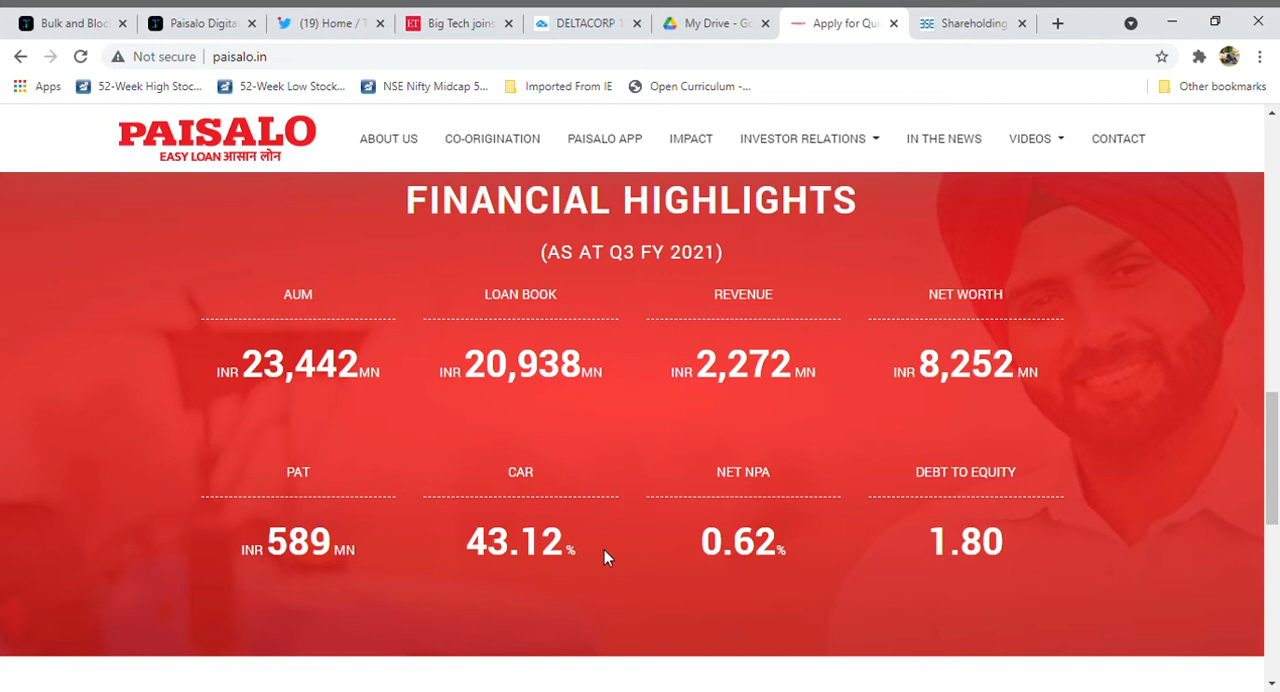 Bulk and Bloc
Paisalo Digita
(19) Home / T
Big Tech joins
DELTACORP 1
My Drive - Go
Apply for Qui
Shareholding
Not secure | paisalo.in
Apps
52-Week High Stoc...
52-Week Low Stock...
NSE Nifty Midcap 5...
Imported From IE
Open Curriculum -...
Other bookmarks
PAISALO
EASY LOAN आसान लोन
ABOUT US
CO-ORIGINATION
PAISALO APP
IMPACT
INVESTOR RELATIONS
IN THE NEWS
VIDEOS
CONTACT
FINANCIAL HIGHLIGHTS
(AS AT Q3 FY 2021)
AUM
LOAN BOOK
REVENUE
NET WORTH
INR 23,442MN
INR 20,938MN
INR 2,272 MN
INR 8,252 MN
PAT
CAR
NET NPA
DEBT TO EQUITY
INR 589 MN
43.12%
0.62%
1.80